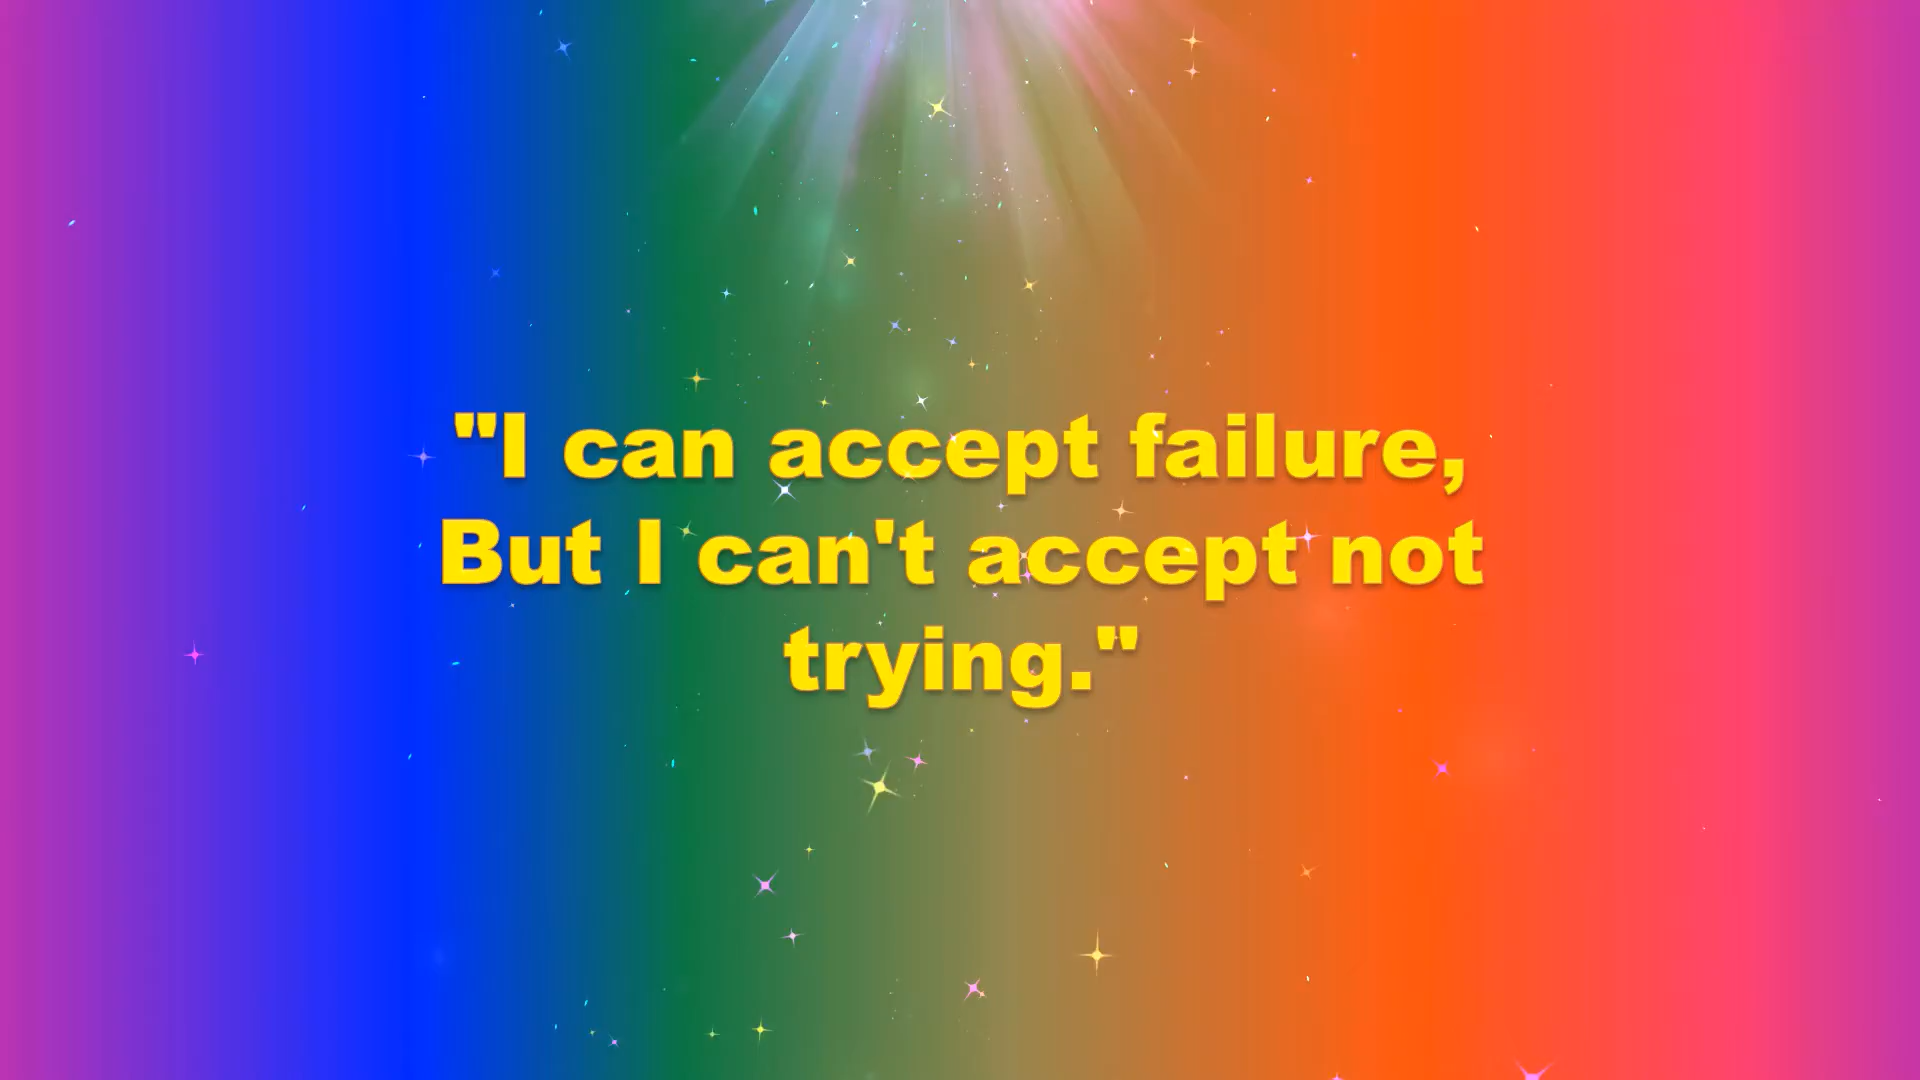 "I can accept failure,
But I can't accept not
trying."